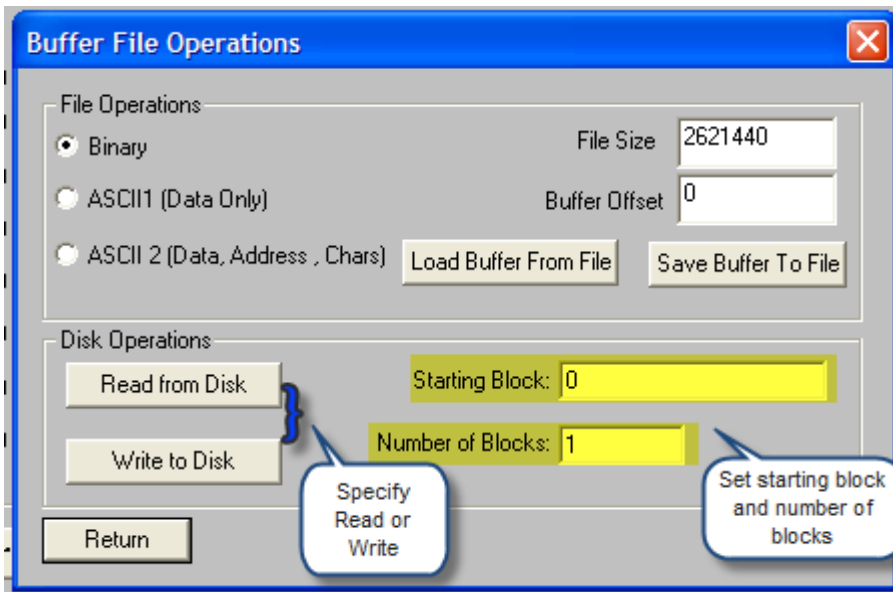 Buffer File Operations
File Operations
Binary
File Size 2621440
ASCII1 (Data Only)
Buffer Offset 0
ASCII 2 (Data, Address , Chars)
Load Buffer From File
Save Buffer To File
Disk Operations
Read from Disk
Starting Block: 0
Write to Disk
Number of Blocks: 1
Specify
Read or
Write
Set starting block
and number of
blocks
Return